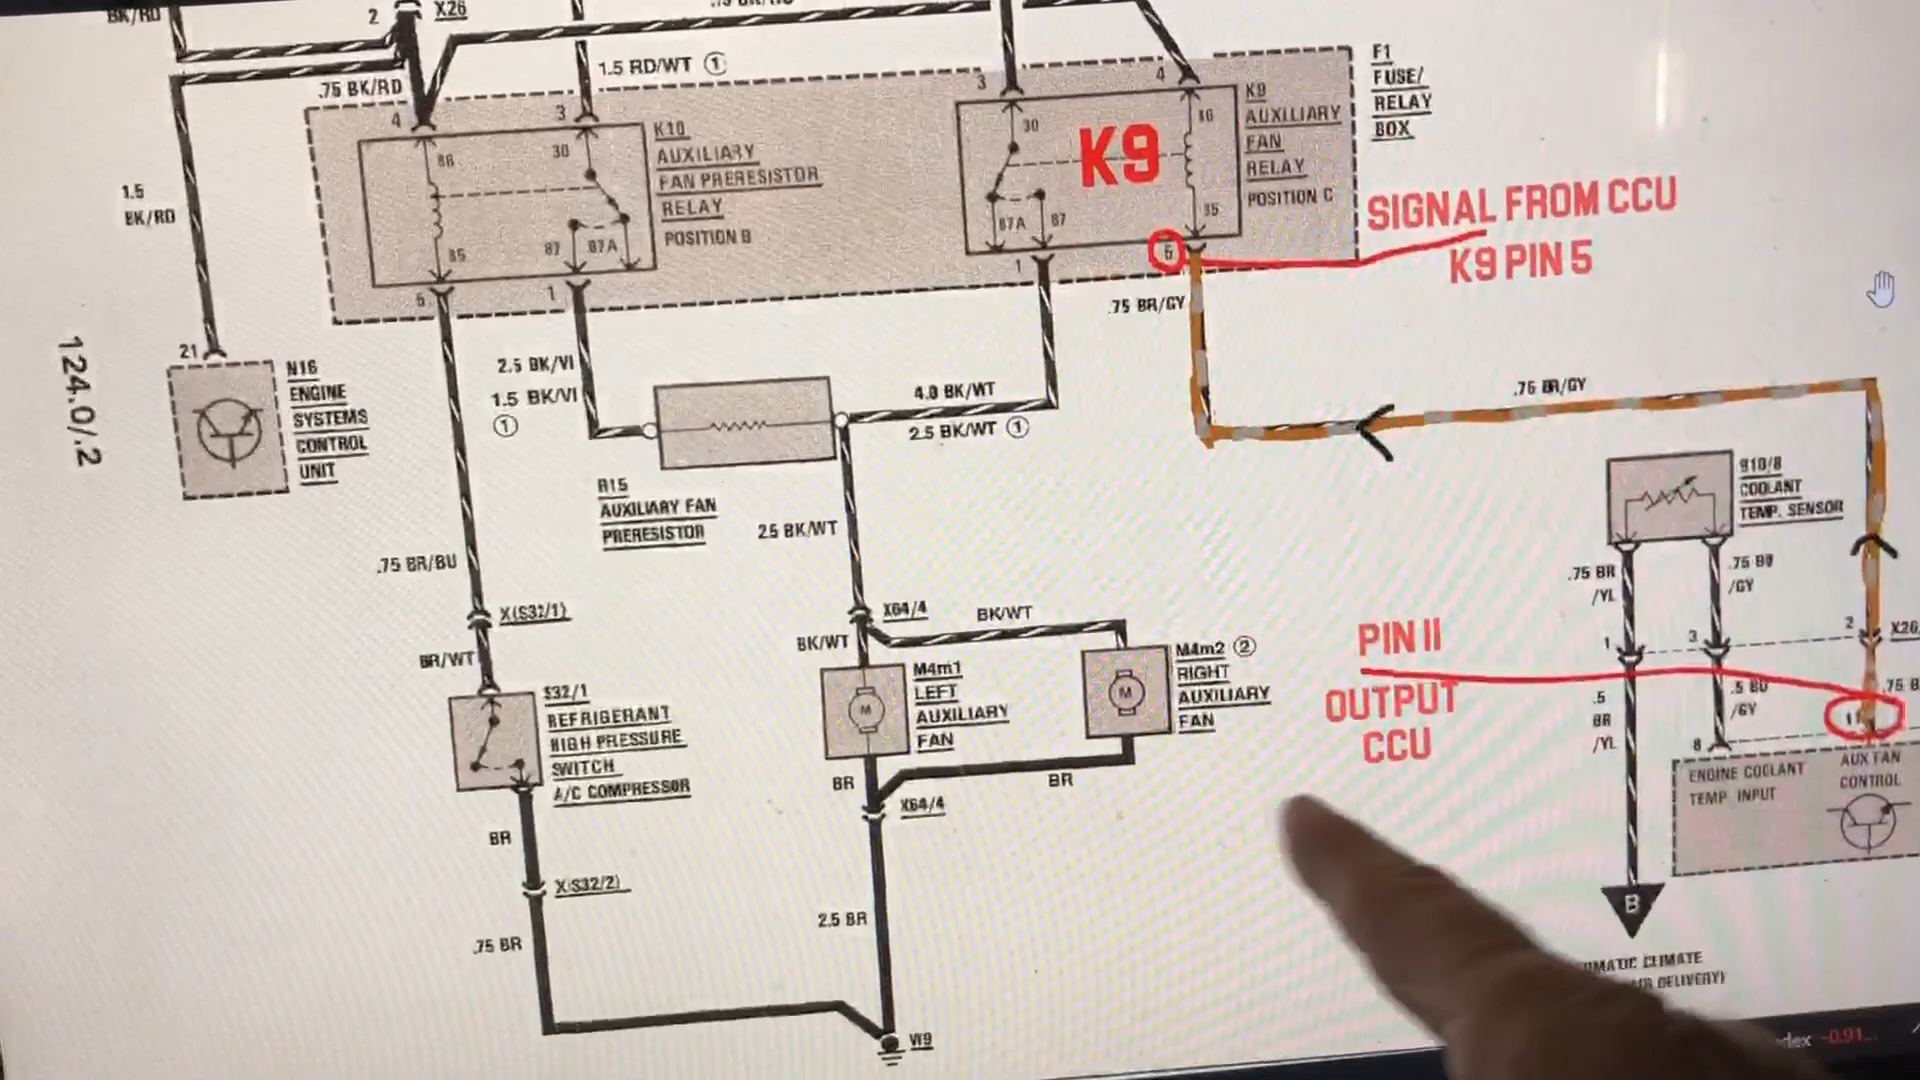 BK/RD
2
X26
.75 BK/RD
1.5 RD/WT ①
3
4
4
3
F1
FUSE/
RELAY
BOX
K9
AUXILIARY
FAN
RELAY
POSITION C
K10
AUXILIARY
FAN PRERESISTOR
RELAY
POSITION B
86
30
87
87A
85
30
K9
87A
87
85
SIGNAL FROM CCU
K9 PIN 5
1.5
BK/RD
5
1
1
5
.75 BR/GY
124.0/.2
21
N16
ENGINE
SYSTEMS
CONTROL
UNIT
2.5 BK/VI
1.5 BK/VI
①
4.0 BK/WT
2.5 BK/WT ①
.75 BR/GY
R15
AUXILIARY FAN
PRERESISTOR
2.5 BK/WT
COOLANT
TEMP. SENSOR
.75 BR/BU
.75 BR
/YL
.75 BU
/GY
X(S32/1)
X64/4
BK/WT
BR/WT
BK/WT
1
3
2
X26
PIN 11
OUTPUT
CCU
S32/1
REFRIGERANT
HIGH PRESSURE
SWITCH
A/C COMPRESSOR
M4m1
LEFT
AUXILIARY
FAN
M
M
M4m2 ②
RIGHT
AUXILIARY
FAN
.5
BR
/YL
.5 BU
/GY
8
11
ENGINE COOLANT
TEMP. INPUT
AUX FAN
CONTROL
BR
BR
X64/4
BR
X(S32/2)
.75 BR
2.5 BR
B
W9
-0.91...